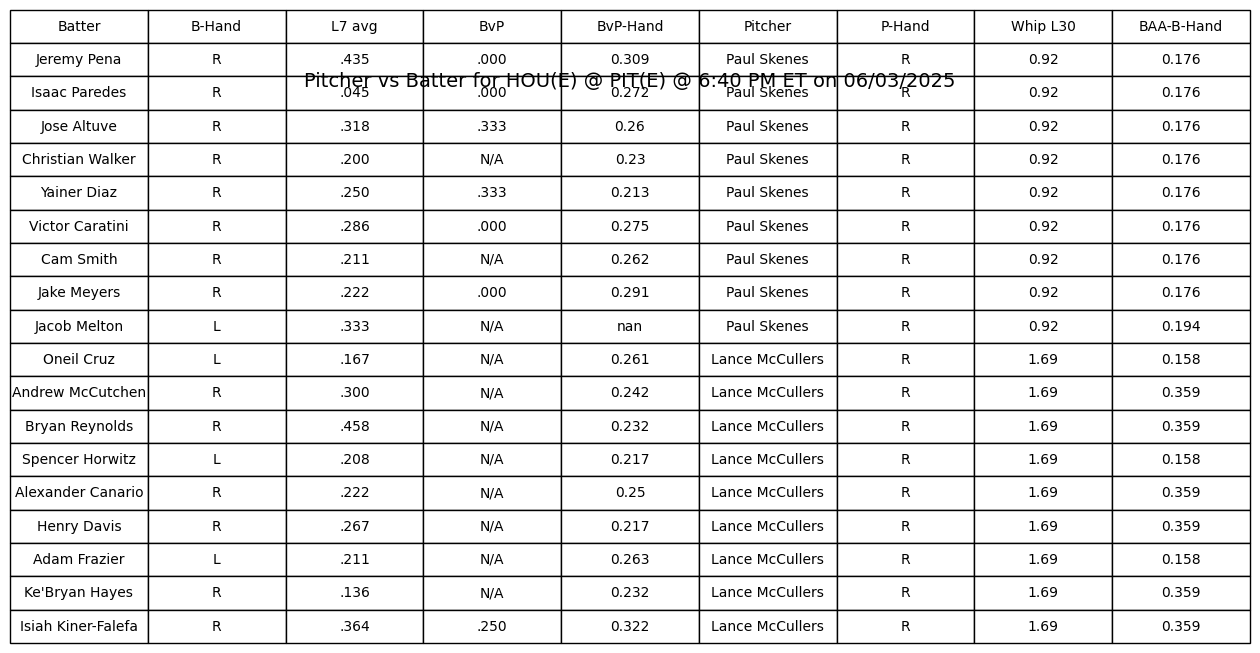 Batter B-Hand L7 avg BvP BvP-Hand Pitcher P-Hand Whip L30 BAA-B-Hand
Jeremy Pena R .435 .000 0.309 Paul Skenes R 0.92 0.176
Pitcher vs Batter for HOU(E) @ PIT(E) @ 6:40 PM ET on 06/03/2025
Isaac Paredes R .045 .000 0.272 Paul Skenes R 0.92 0.176
Jose Altuve R .318 .333 0.26 Paul Skenes R 0.92 0.176
Christian Walker R .200 N/A 0.23 Paul Skenes R 0.92 0.176
Yainer Diaz R .250 .333 0.213 Paul Skenes R 0.92 0.176
Victor Caratini R .286 .000 0.275 Paul Skenes R 0.92 0.176
Cam Smith R .211 N/A 0.262 Paul Skenes R 0.92 0.176
Jake Meyers R .222 .000 0.291 Paul Skenes R 0.92 0.176
Jacob Melton L .333 N/A nan Paul Skenes R 0.92 0.194
Oneil Cruz L .167 N/A 0.261 Lance McCullers R 1.69 0.158
Andrew McCutchen R .300 N/A 0.242 Lance McCullers R 1.69 0.359
Bryan Reynolds R .458 N/A 0.232 Lance McCullers R 1.69 0.359
Spencer Horwitz L .208 N/A 0.217 Lance McCullers R 1.69 0.158
Alexander Canario R .222 N/A 0.25 Lance McCullers R 1.69 0.359
Henry Davis R .267 N/A 0.217 Lance McCullers R 1.69 0.359
Adam Frazier L .211 N/A 0.263 Lance McCullers R 1.69 0.158
Ke'Bryan Hayes R .136 N/A 0.232 Lance McCullers R 1.69 0.359
Isiah Kiner-Falefa R .364 .250 0.322 Lance McCullers R 1.69 0.359